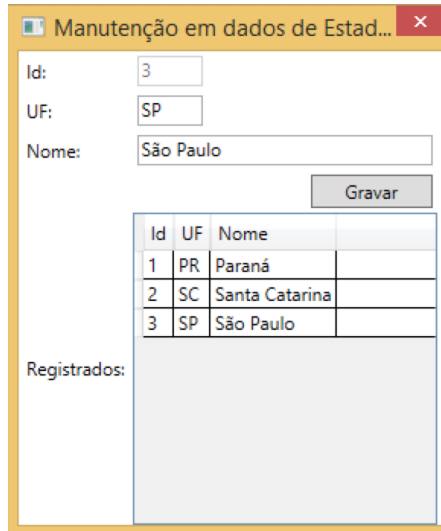 Manutenção em dados de Estad...
Id: 3
UF: SP
Nome: São Paulo
Gravar
Id UF Nome
1 PR Paraná
2 SC Santa Catarina
3 SP São Paulo
Registrados: